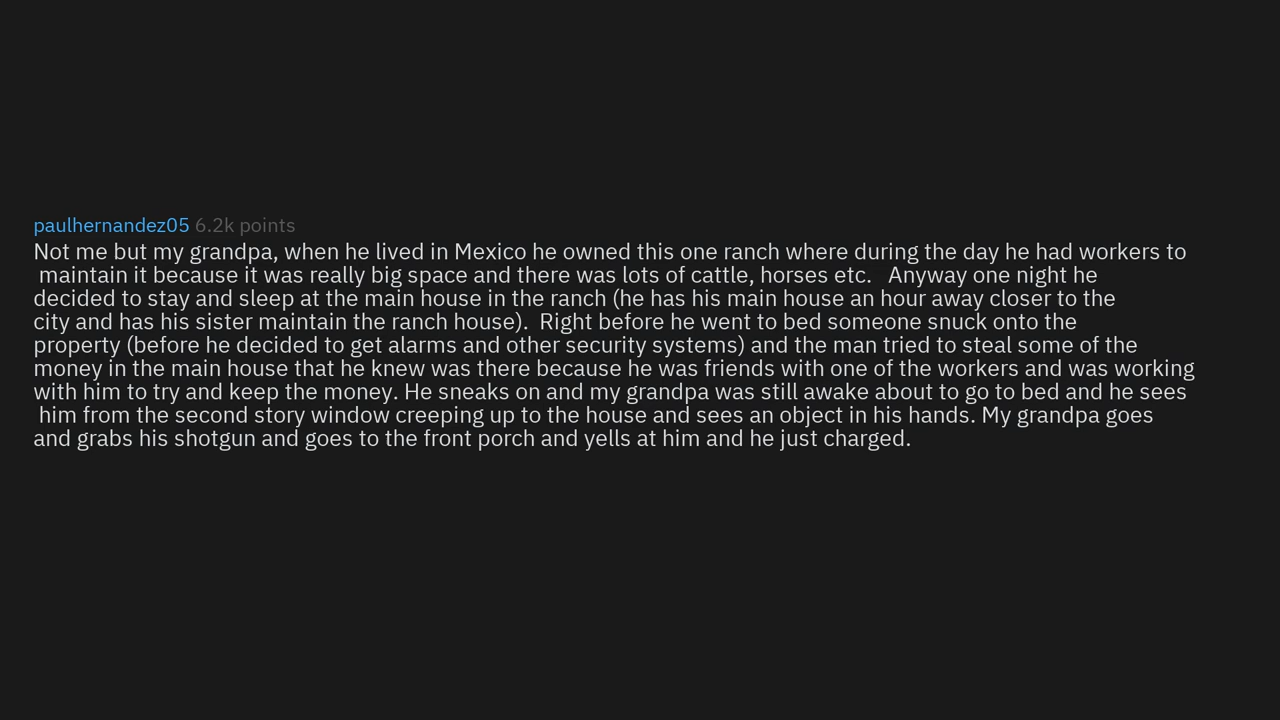 paulhernandez05 6.2k points
Not me but my grandpa, when he lived in Mexico he owned this one ranch where during the day he had workers to
maintain it because it was really big space and there was lots of cattle, horses etc.   Anyway one night he
decided to stay and sleep at the main house in the ranch (he has his main house an hour away closer to the
city and has his sister maintain the ranch house).  Right before he went to bed someone snuck onto the
property (before he decided to get alarms and other security systems) and the man tried to steal some of the
money in the main house that he knew was there because he was friends with one of the workers and was working
with him to try and keep the money. He sneaks on and my grandpa was still awake about to go to bed and he sees
him from the second story window creeping up to the house and sees an object in his hands. My grandpa goes
and grabs his shotgun and goes to the front porch and yells at him and he just charged.